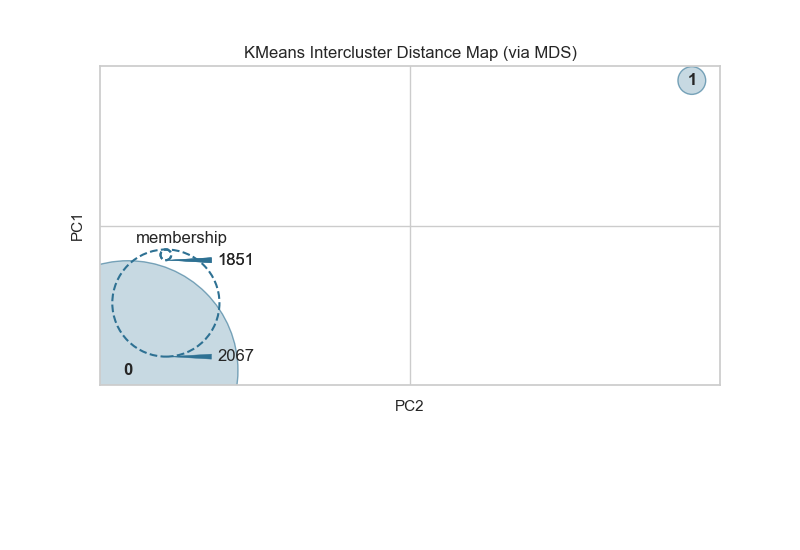 KMeans Intercluster Distance Map (via MDS)
1
PC1
membership
1851
2067
0
PC2